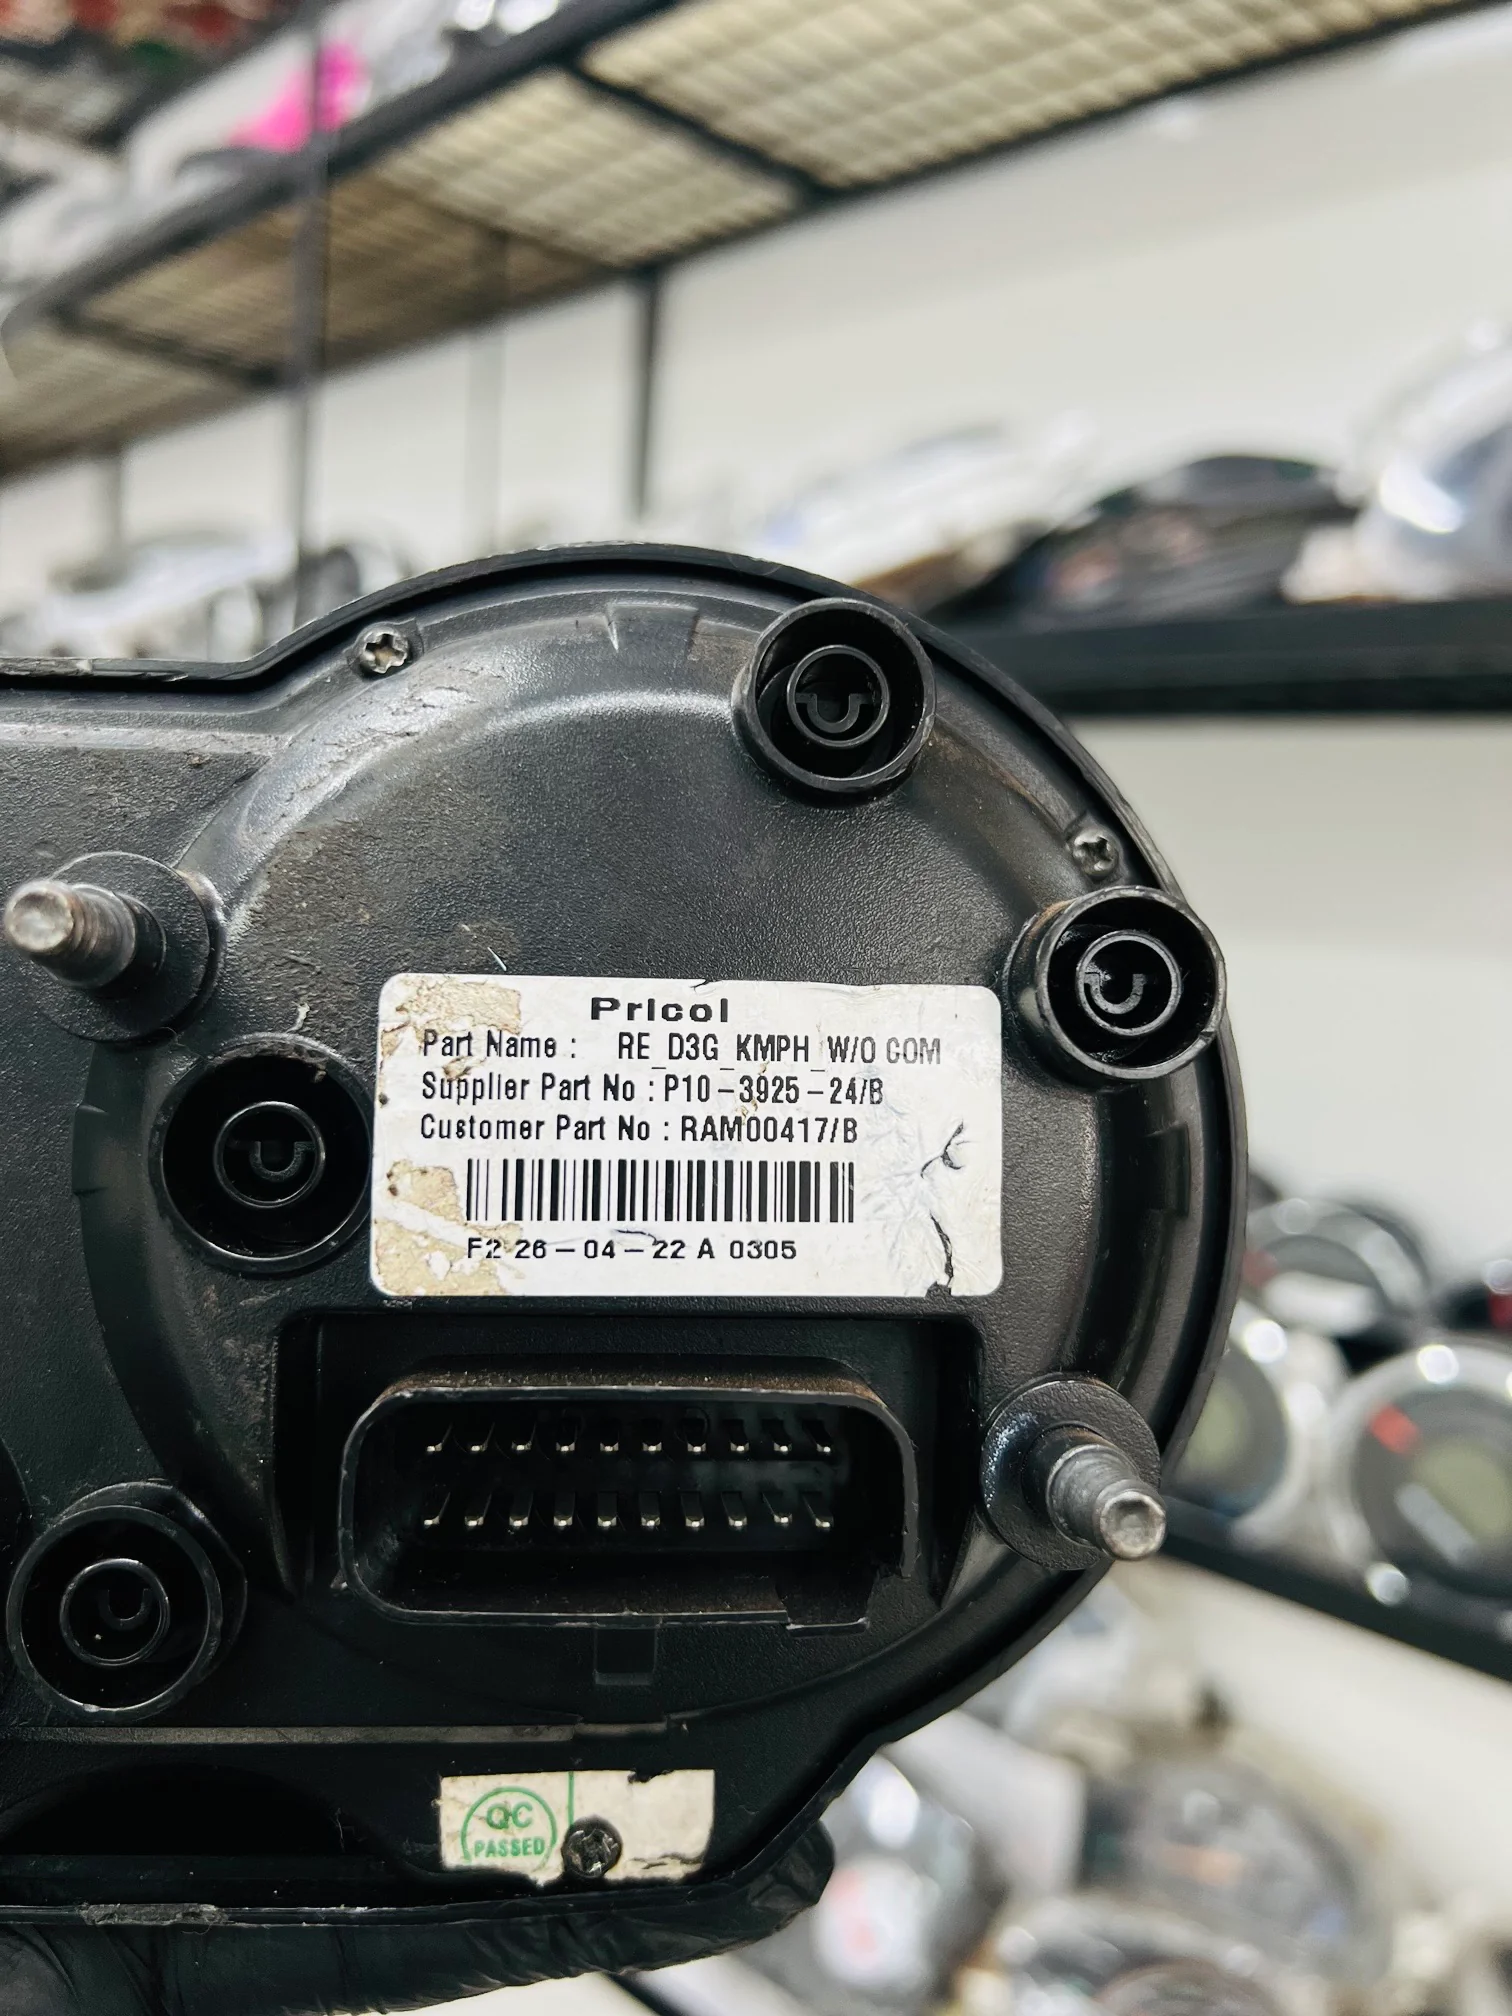 Pricol
Part Name : RE_D3G_KMPH_W/O COM
Supplier Part No : P10-3925-24/B
Customer Part No : RAM00417/B
F2 26-04-22 A 0305
QC
PASSED